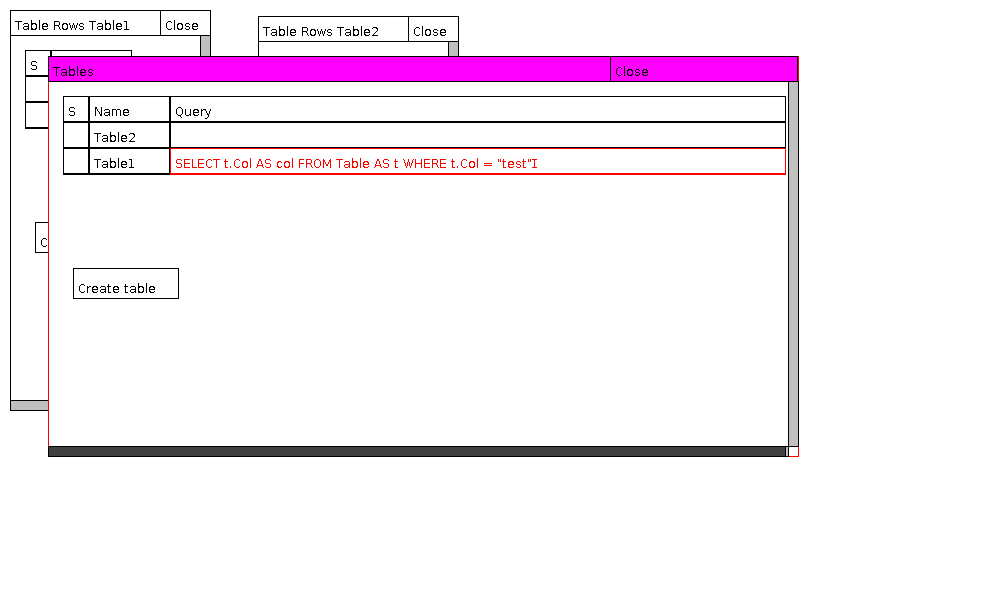 Table Rows Table1 Close
Table Rows Table2 Close
S
Tables Close
S Name Query
Table2
Table1 SELECT t.Col AS col FROM Table AS t WHERE t.Col = "test"
C
Create table